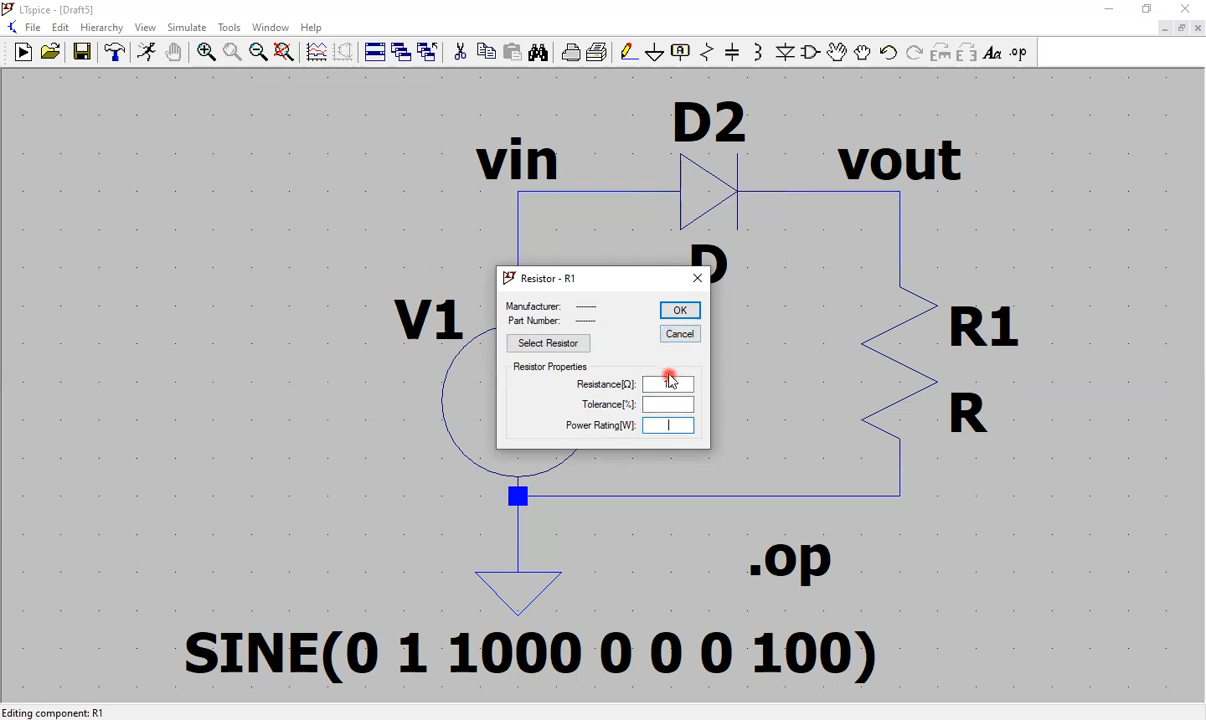 LTspice - [Draft5]
File Edit Hierarchy View Simulate Tools Window Help
.op
D2
vin
vout
D
Resistor - R1
Manufacturer: --------
OK
Part Number: --------
V1
R1
Select Resistor
Cancel
Resistor Properties
Resistance[Ω]:
Tolerance[%]:
R
Power Rating[W]:
.op
SINE(0 1 1000 0 0 0 100)
Editing component: R1